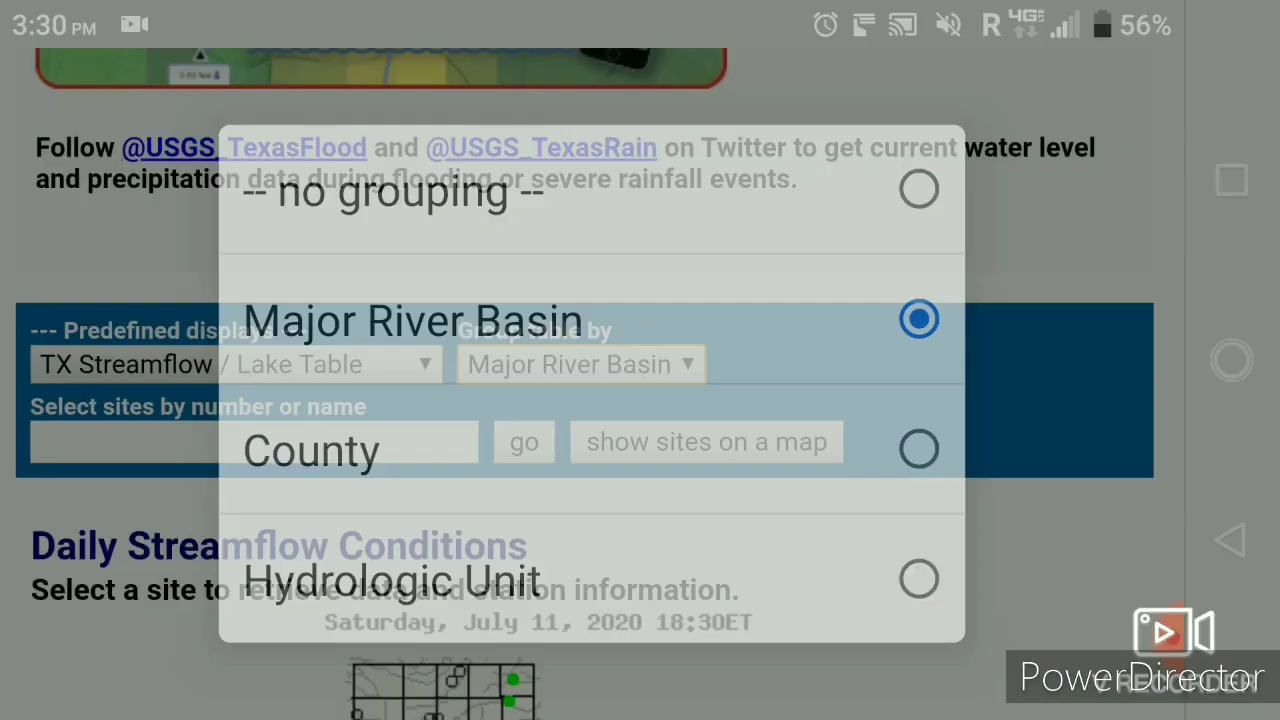 3:30 PM
R 4G 56%
Follow @USGS_TexasFlood and @USGS_TexasRain on Twitter to get current water level
and precipitation data during flooding or severe rainfall events.
-- no grouping --
Major River Basin
County
Hydrologic Unit
--- Predefined displays ---
Group table by
TX Streamflow / Lake Table
Major River Basin
Select sites by number or name
go
show sites on a map
Daily Streamflow Conditions
Select a site to retrieve data and station information.
Saturday, July 11, 2020 18:30ET
PowerDirector
V RECORDER